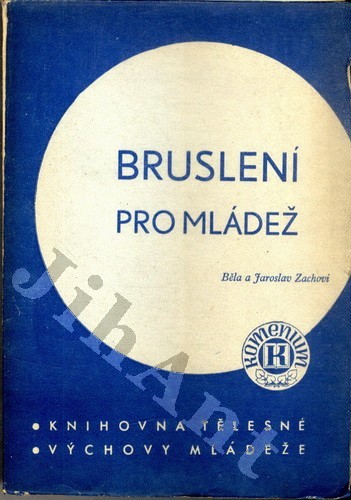 BRUSLENÍ
PRO MLÁDEŽ
Běla a Jaroslav Zachovi
KOMENIUM
K
• KNIHOVNA TĚLESNÉ
• VÝCHOVY MLÁDEŽE
JihAnt